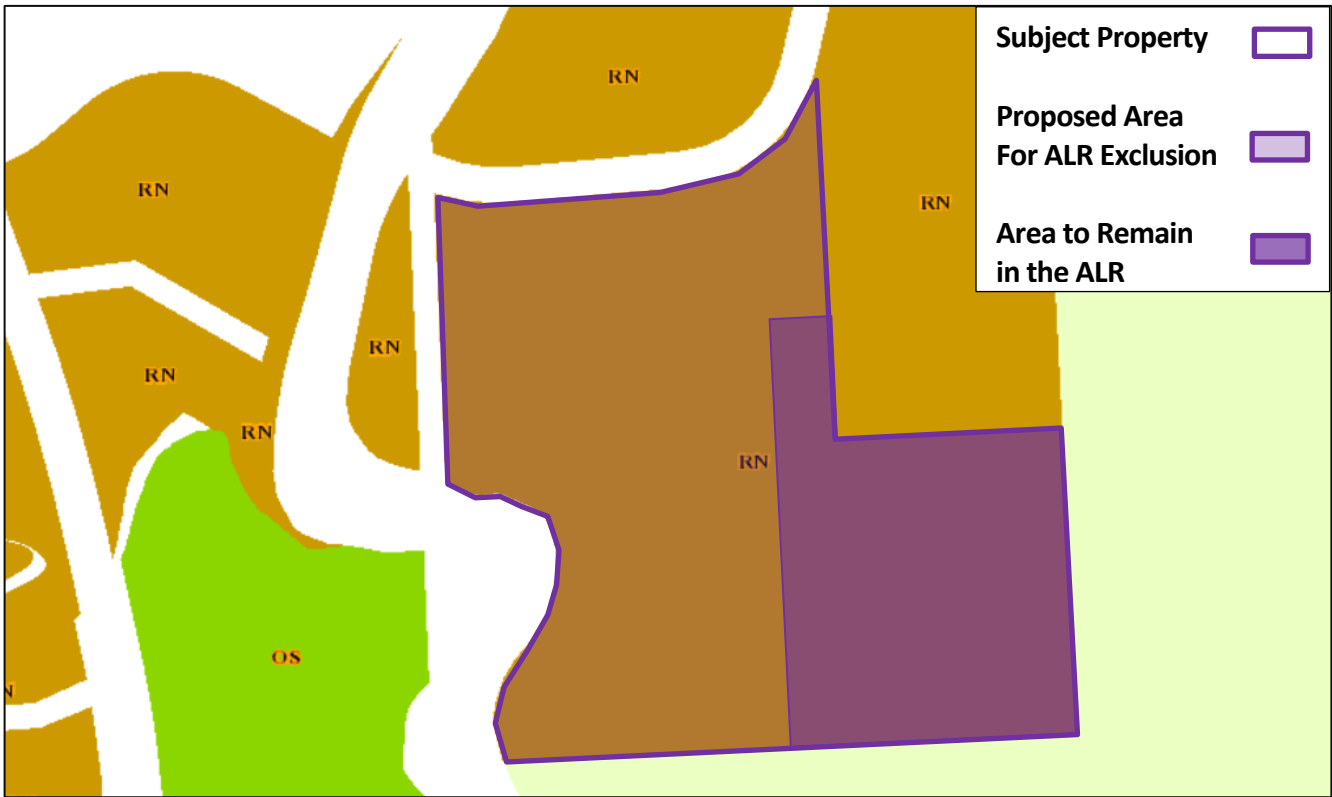 Subject Property
Proposed Area
For ALR Exclusion
Area to Remain
in the ALR
RN
RN
RN
RN
RN
RN
RN
OS
N